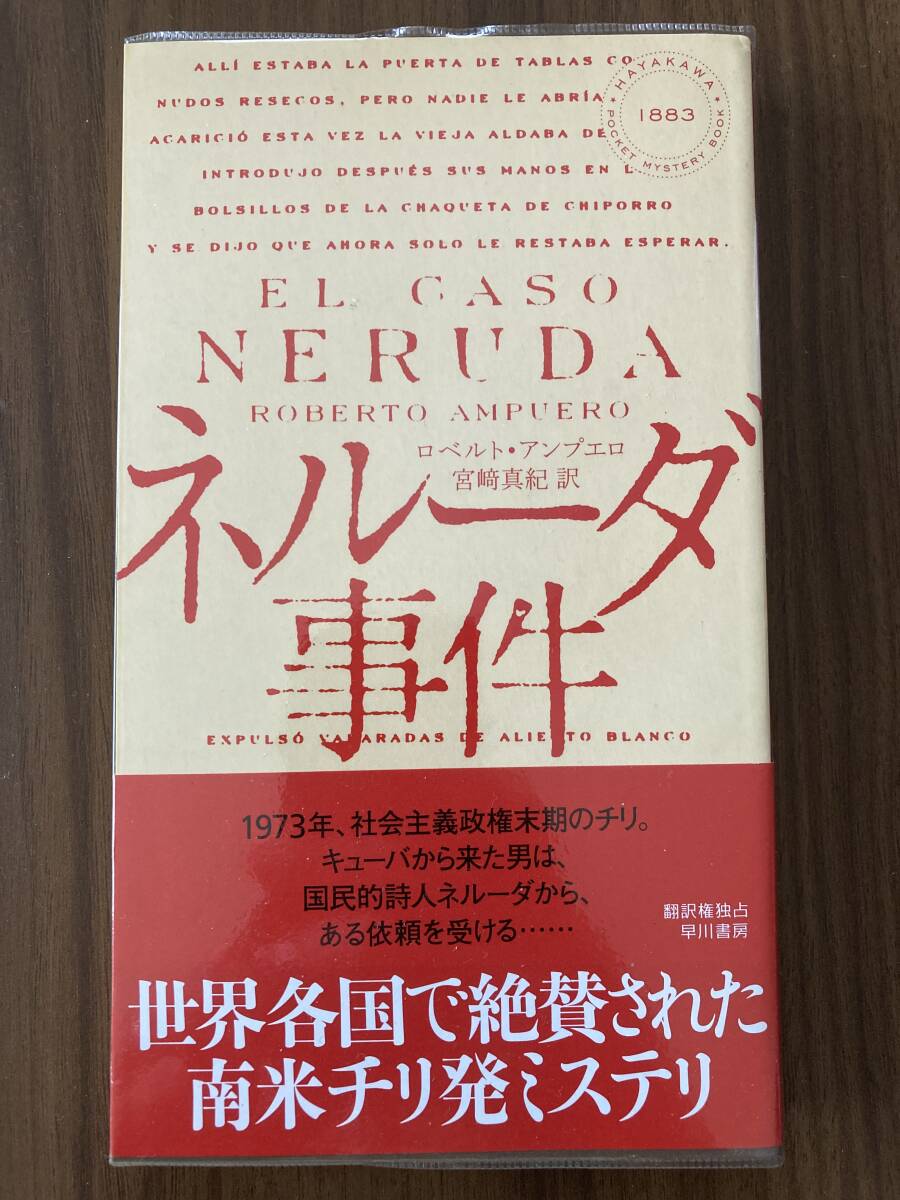 ALLÍ ESTABA LA PUERTA DE TABLAS CO
NUDOS RESECOS, PERO NADIE LE ABRÍA
ACARICIÓ ESTA VEZ LA VIEJA ALDABA DE
INTRODUJO DESPUÉS SUS MANOS EN L
BOLSILLOS DE LA CHAQUETA DE CHIPORRO
Y SE DIJO QUE AHORA SOLO LE RESTABA ESPERAR.
HAYAKAWA
1883
POCKET MYSTERY BOOK
EL CASO
NERUDA
ROBERTO AMPUERO
ロベルト・アンプエロ
宮﨑真紀 訳
ネルーダ
事件
EXPULSÓ VAHARADAS DE ALIENTO BLANCO
1973年、社会主義政権末期のチリ。
キューバから来た男は、
国民的詩人ネルーダから、
ある依頼を受ける……
翻訳権独占
早川書房
世界各国で絶賛された
南米チリ発ミステリ